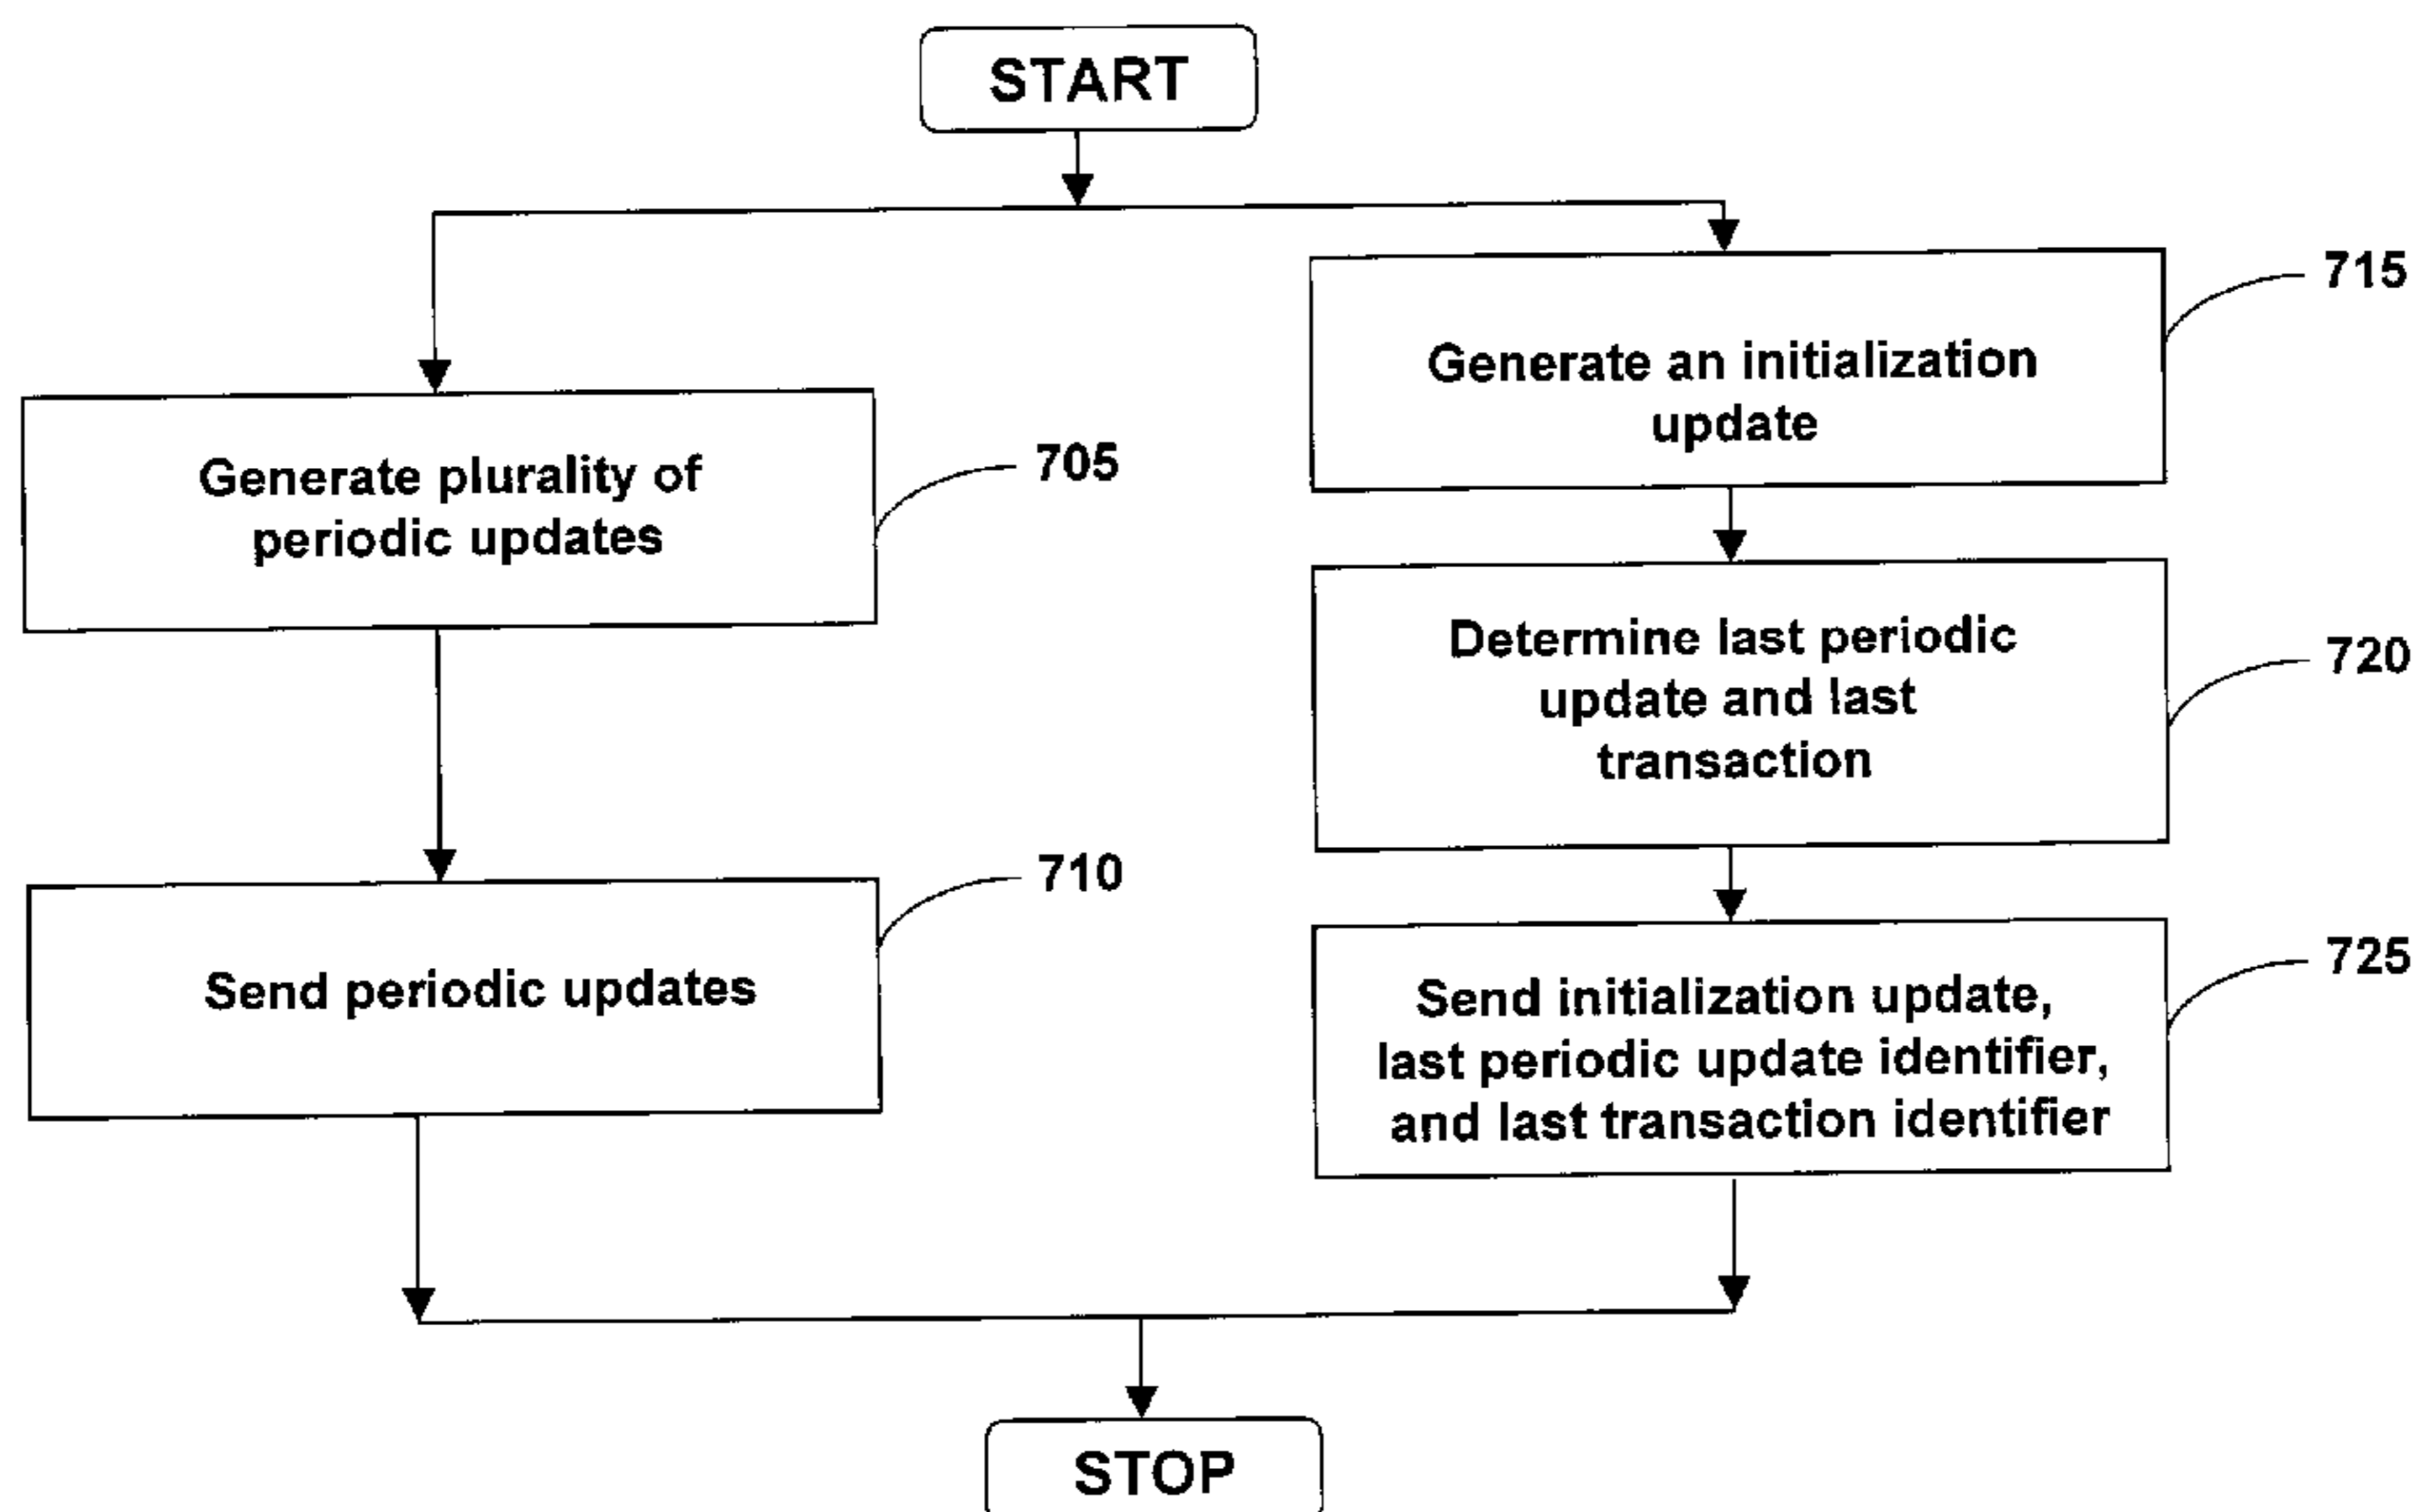 START
Generate plurality of
periodic updates
705
Send periodic updates
710
Generate an initialization
update
715
Determine last periodic
update and last
transaction
720
Send initialization update,
last periodic update identifier,
and last transaction identifier
725
STOP